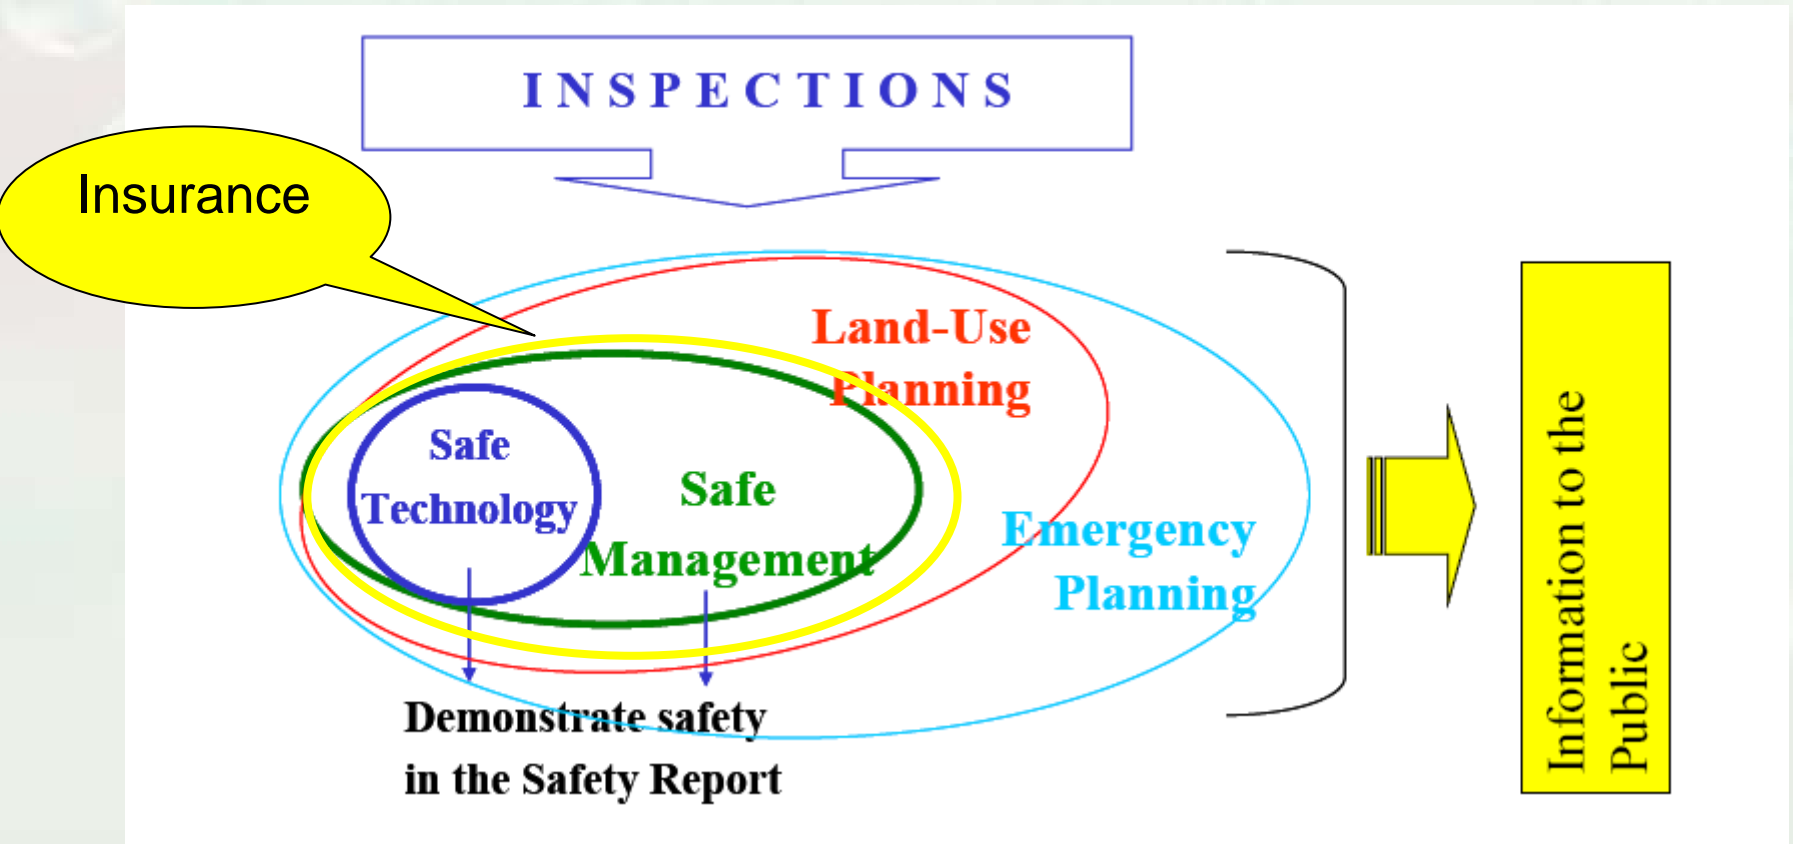 I N S P E C T I O N S
Insurance
Land-Use
Planning
Safe
Technology
Safe
Management
Emergency
Planning
Demonstrate safety
in the Safety Report
Information to the
Public